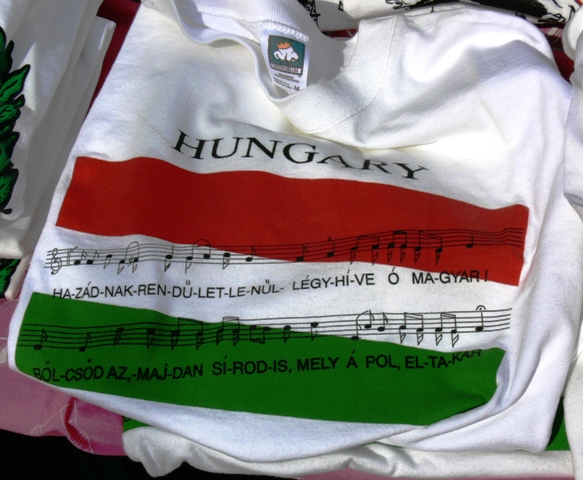 HUNGARY
HA-ZÁD-NAK-REN-DŰ-LET-LE-NŰL- LÉGY-HÍ-VE Ó MA-GYAR!
BÖL-CSŐD AZ,-MAJ-DAN SÍ-ROD-IS, MELY Á POL, EL-TA-KAR